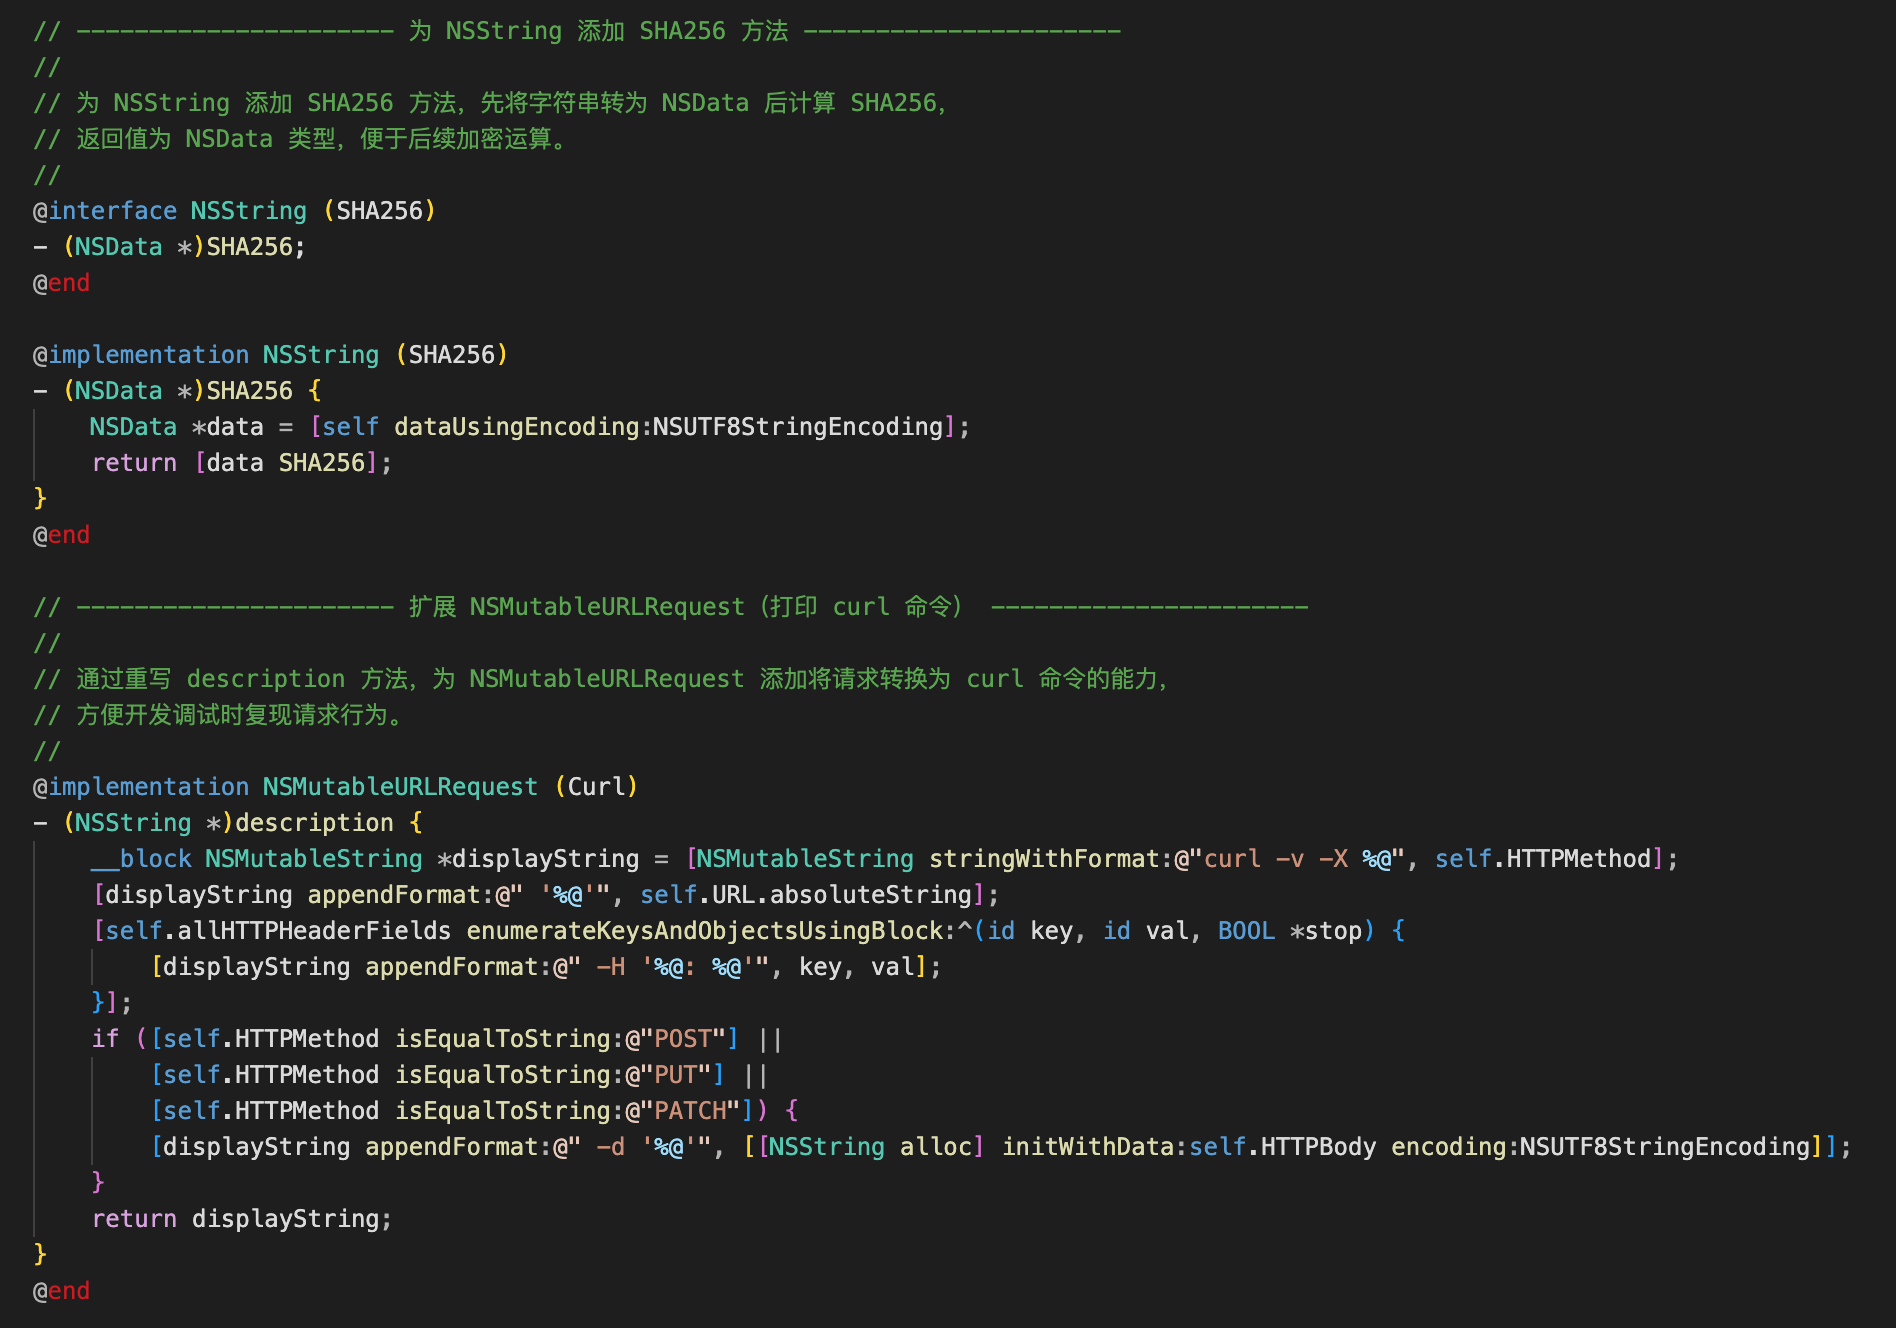 // ---------------------- 为 NSString 添加 SHA256 方法 ----------------------
//
// 为 NSString 添加 SHA256 方法，先将字符串转为 NSData 后计算 SHA256，
// 返回值为 NSData 类型，便于后续加密运算。
//
@interface NSString (SHA256)
- (NSData *)SHA256;
@end

@implementation NSString (SHA256)
- (NSData *)SHA256 {
    NSData *data = [self dataUsingEncoding:NSUTF8StringEncoding];
    return [data SHA256];
}
@end

// ---------------------- 扩展 NSMutableURLRequest（打印 curl 命令） ----------------------
//
// 通过重写 description 方法，为 NSMutableURLRequest 添加将请求转换为 curl 命令的能力，
// 方便开发调试时复现请求行为。
//
@implementation NSMutableURLRequest (Curl)
- (NSString *)description {
    __block NSMutableString *displayString = [NSMutableString stringWithFormat:@"curl -v -X %@", self.HTTPMethod];
    [displayString appendFormat:@" '%@'", self.URL.absoluteString];
    [self.allHTTPHeaderFields enumerateKeysAndObjectsUsingBlock:^(id key, id val, BOOL *stop) {
        [displayString appendFormat:@" -H '%@: %@'", key, val];
    }];
    if ([self.HTTPMethod isEqualToString:@"POST"] ||
        [self.HTTPMethod isEqualToString:@"PUT"] ||
        [self.HTTPMethod isEqualToString:@"PATCH"]) {
        [displayString appendFormat:@" -d '%@'", [[NSString alloc] initWithData:self.HTTPBody encoding:NSUTF8StringEncoding]];
    }
    return displayString;
}
@end